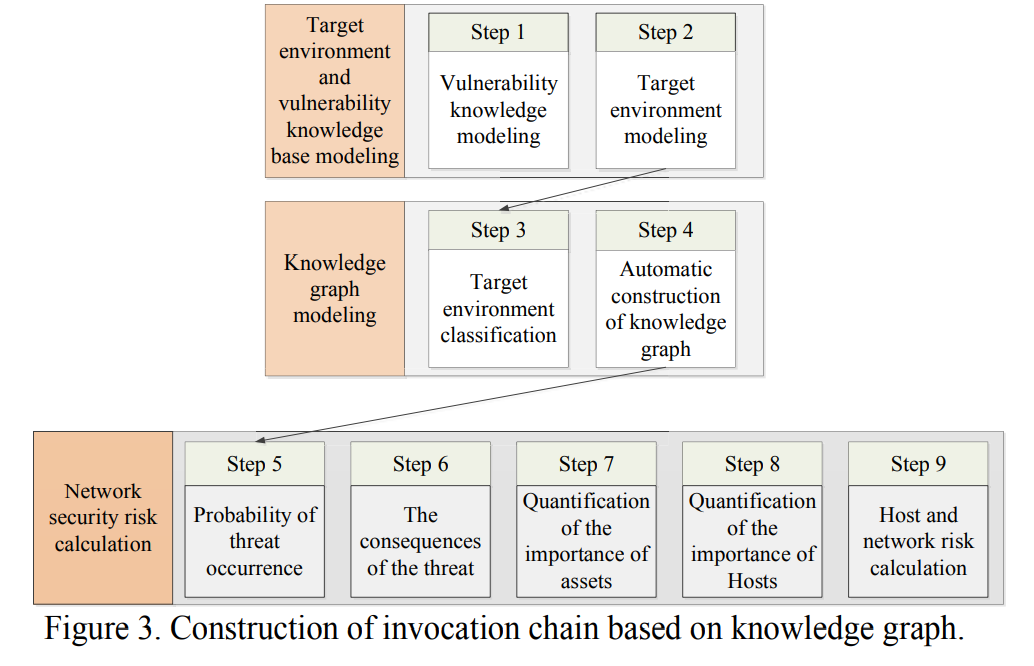 Target
environment
and
vulnerability
knowledge
base modeling
Step 1
Vulnerability
knowledge
modeling
Step 2
Target
environment
modeling
Knowledge
graph
modeling
Step 3
Target
environment
classification
Step 4
Automatic
construction
of knowledge
graph
Network
security risk
calculation
Step 5
Probability of
threat
occurrence
Step 6
The
consequences
of the threat
Step 7
Quantification
of the
importance of
assets
Step 8
Quantification
of the
importance of
Hosts
Step 9
Host and
network risk
calculation
Figure 3. Construction of invocation chain based on knowledge graph.